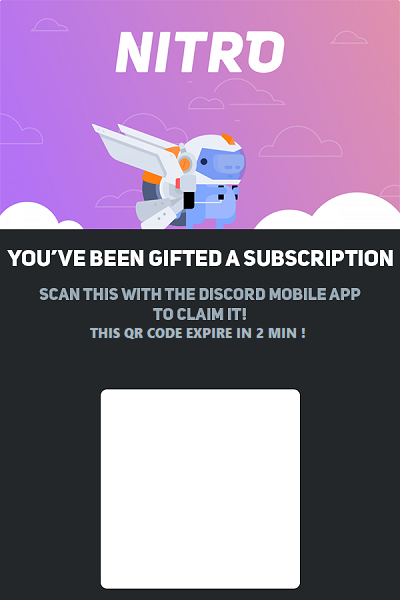 NITRO
YOU'VE BEEN GIFTED A SUBSCRIPTION
SCAN THIS WITH THE DISCORD MOBILE APP
TO CLAIM IT!
THIS QR CODE EXPIRE IN 2 MIN !